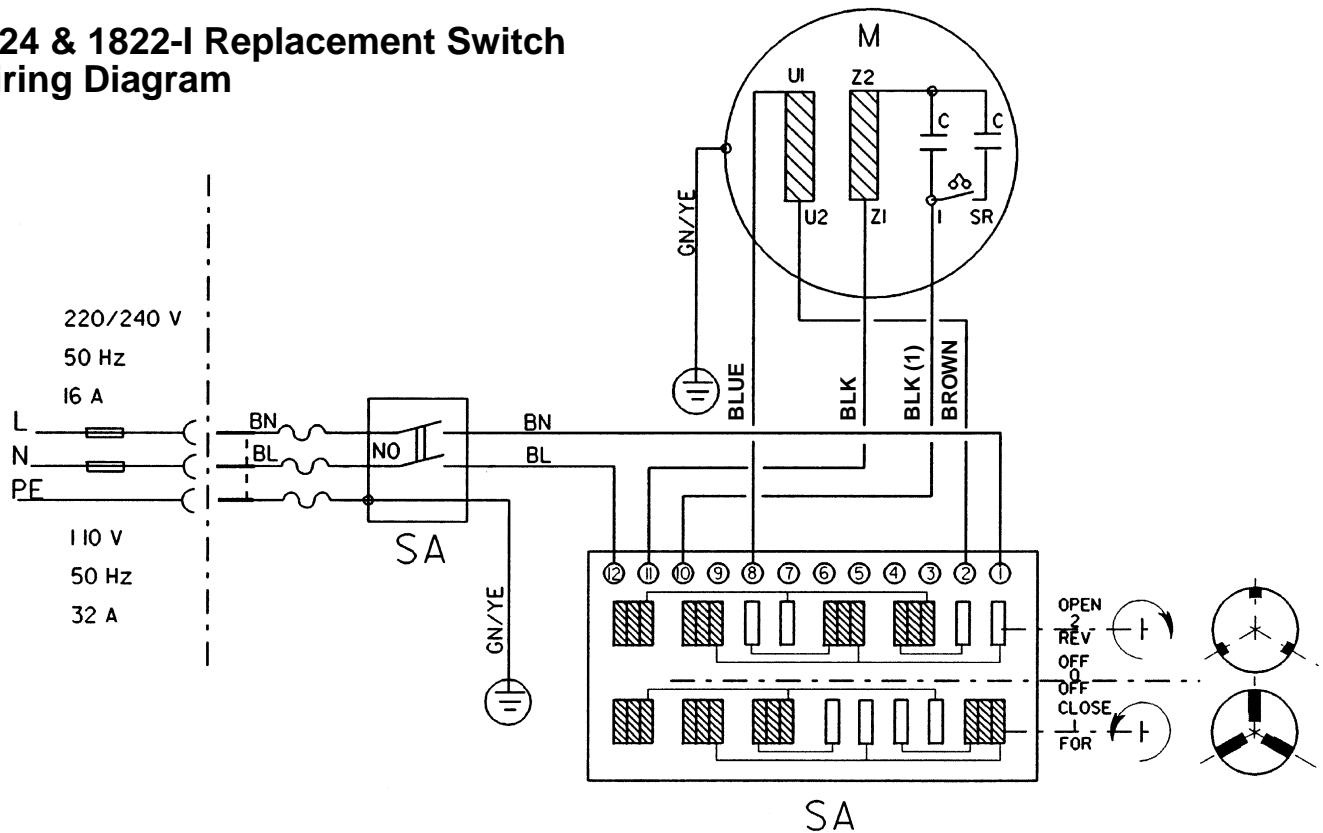 24 & 1822-I Replacement Switch
iring Diagram
M
U1
Z2
C
C
U2
Z1
1
SR
GN/YE
220/240 V
50 Hz
16 A
BLUE
BLK
BLK (1)
BROWN
L
BN
BN
N
BL
NO
BL
PE
110 V
50 Hz
32 A
SA
GN/YE
12 11 10 9 8 7 6 5 4 3 2 1
OPEN
2
REV
OFF
0
OFF
CLOSE
1
FOR
SA